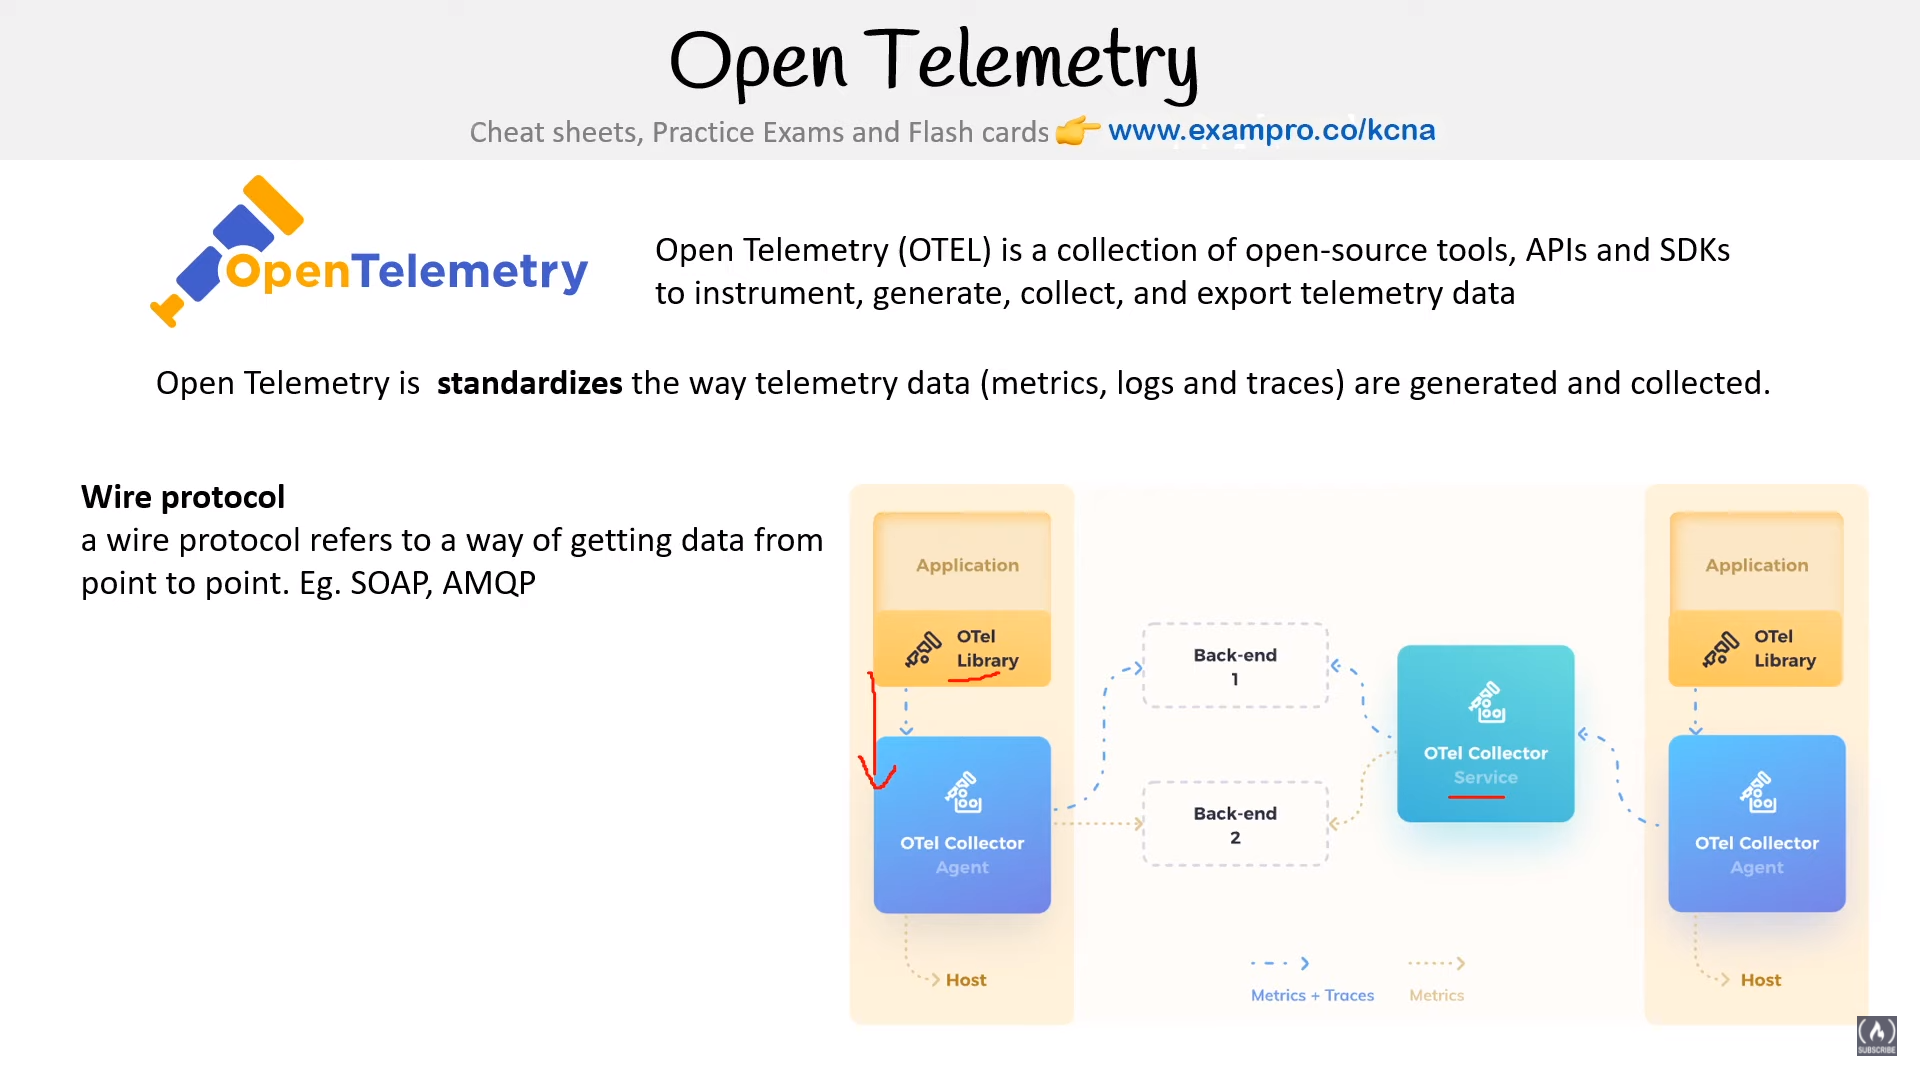 Open Telemetry
Cheat sheets, Practice Exams and Flash cards 👉 www.exampro.co/kcna
OpenTelemetry
Open Telemetry (OTEL) is a collection of open-source tools, APIs and SDKs
to instrument, generate, collect, and export telemetry data
Open Telemetry is standardizes the way telemetry data (metrics, logs and traces) are generated and collected.
Wire protocol
a wire protocol refers to a way of getting data from
point to point. Eg. SOAP, AMQP
Application
OTel
Library
OTel Collector
Agent
Host
Back-end
1
Back-end
2
OTel Collector
Service
Metrics + Traces
Metrics
Application
OTel
Library
OTel Collector
Agent
Host
SUBSCRIBE